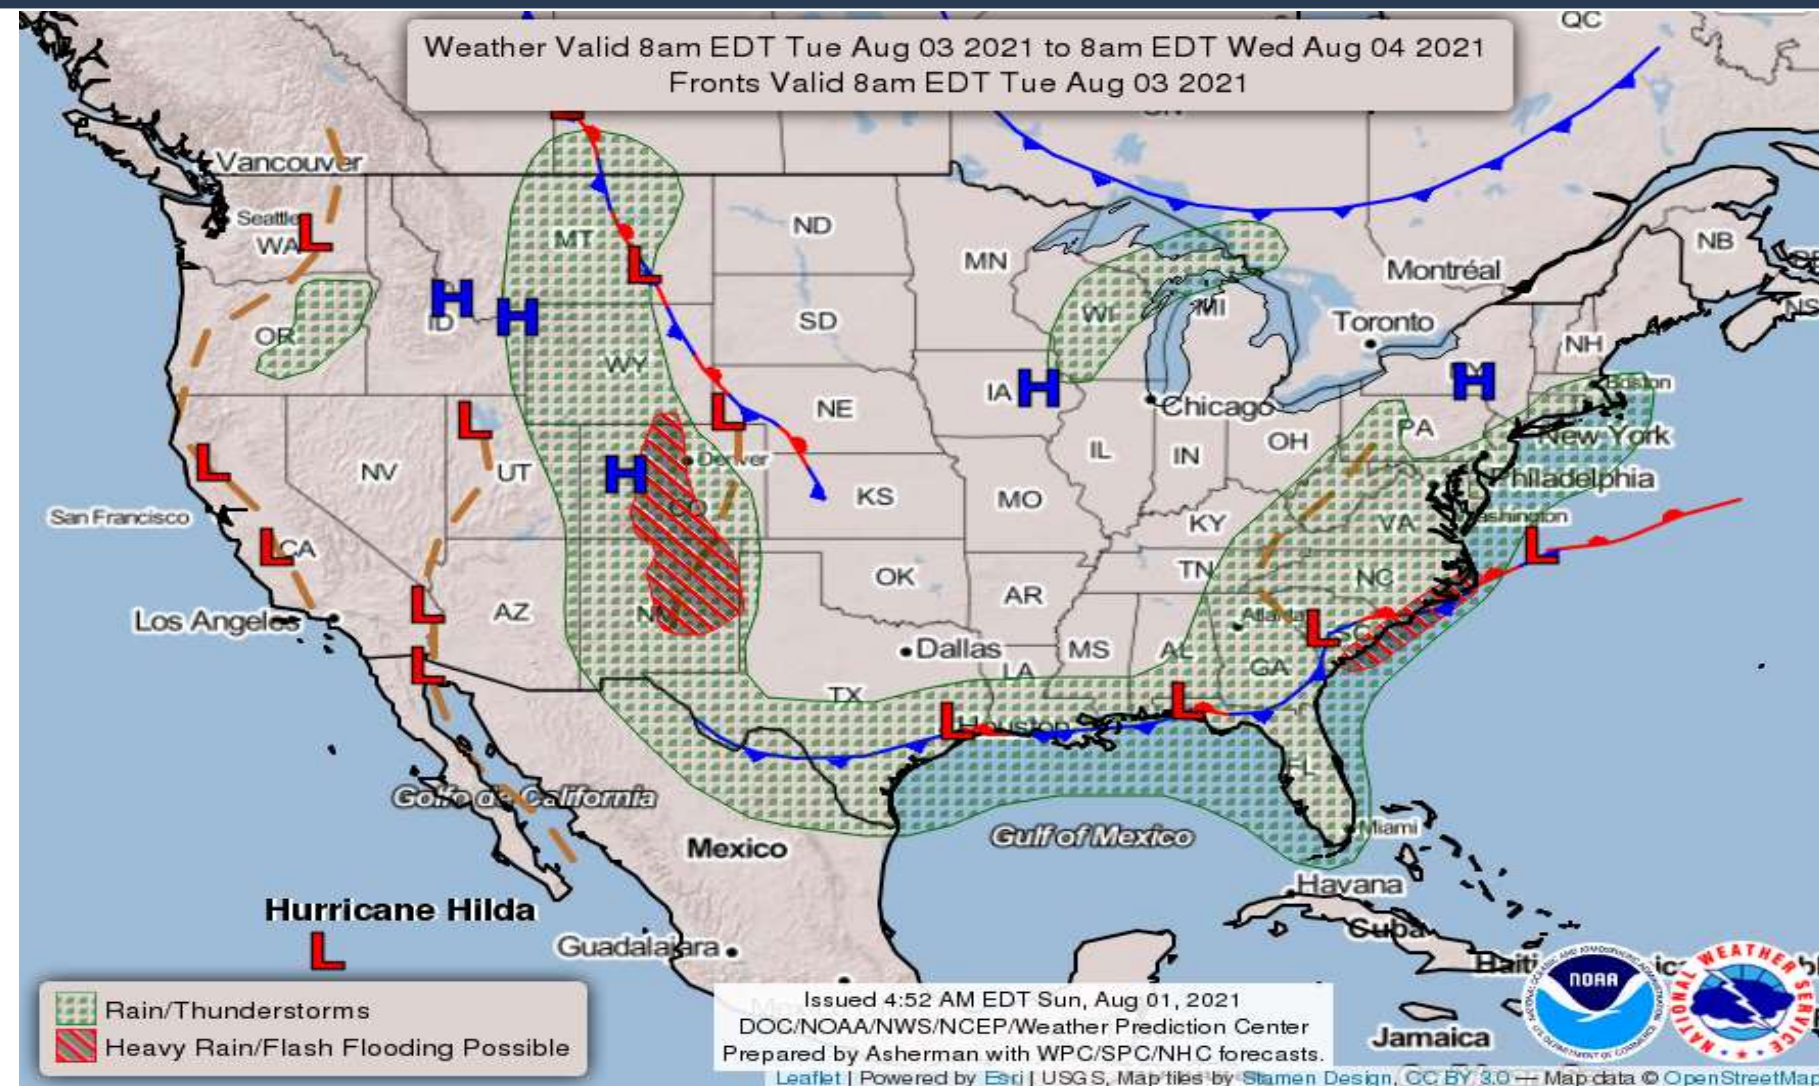 QC
Weather Valid 8am EDT Tue Aug 03 2021 to 8am EDT Wed Aug 04 2021
Fronts Valid 8am EDT Tue Aug 03 2021
L
Vancouver
Seattle
L
WA
MT
ND
MN
NB
Montréal
L
H
H
ID
OR
SD
WI
MI
Toronto
NH
WY
IA
H
H
Boston
L
L
NE
Chicago
PA
New York
OH
IL
IN
L
NV
UT
H
Denver
KS
MO
Philadelphia
San Francisco
CO
KY
VA
L
CA
L
OK
TN
NC
AR
L
AZ
NM
Los Angeles
Atlanta
L
SC
Dallas
MS
AL
GA
LA
L
TX
L
L
Houston
FL
Golfo de California
Gulf of Mexico
Miami
Mexico
Havana
Cuba
Hurricane Hilda
L
Guadalajara
Haiti
NOAA
NATIONAL WEATHER SERVICE
Rain/Thunderstorms
Heavy Rain/Flash Flooding Possible
Issued 4:52 AM EDT Sun, Aug 01, 2021
DOC/NOAA/NWS/NCEP/Weather Prediction Center
Prepared by Asherman with WPC/SPC/NHC forecasts.
Jamaica
Leaflet | Powered by Esri | USGS, Map tiles by Stamen Design, CC BY 3.0 — Map data © OpenStreetMap